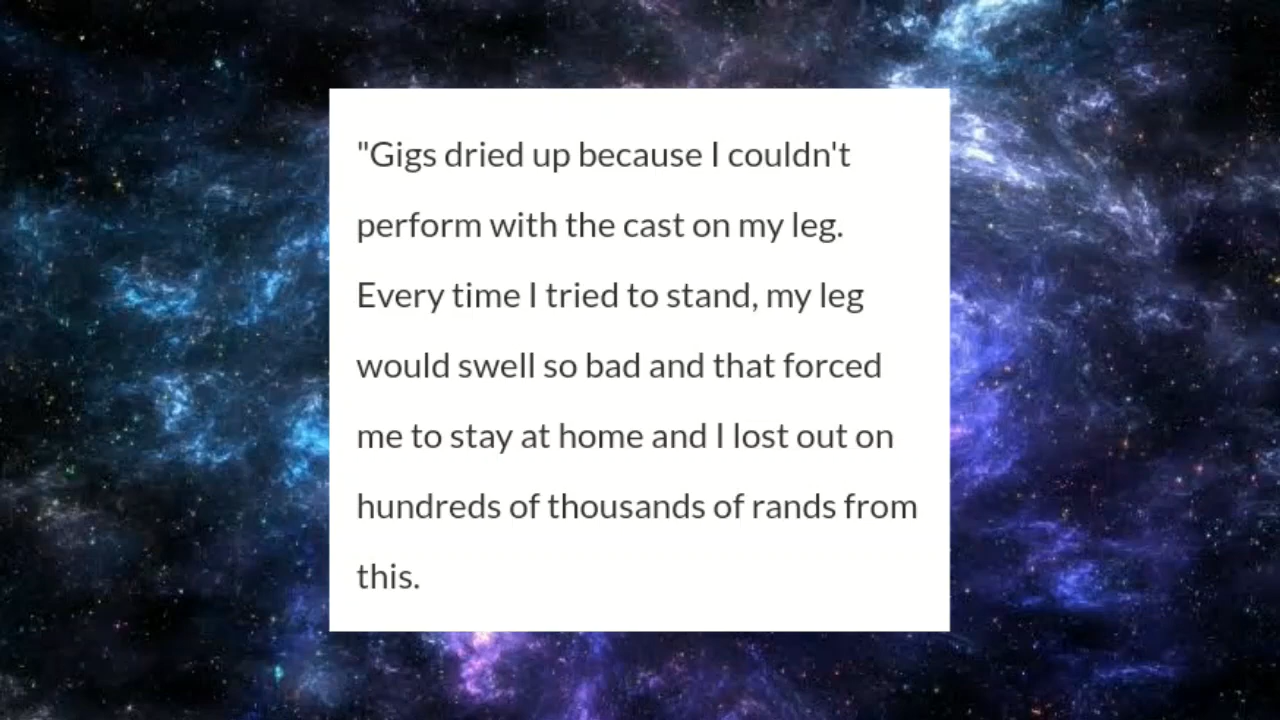 "Gigs dried up because I couldn't
perform with the cast on my leg.
Every time I tried to stand, my leg
would swell so bad and that forced
me to stay at home and I lost out on
hundreds of thousands of rands from
this.